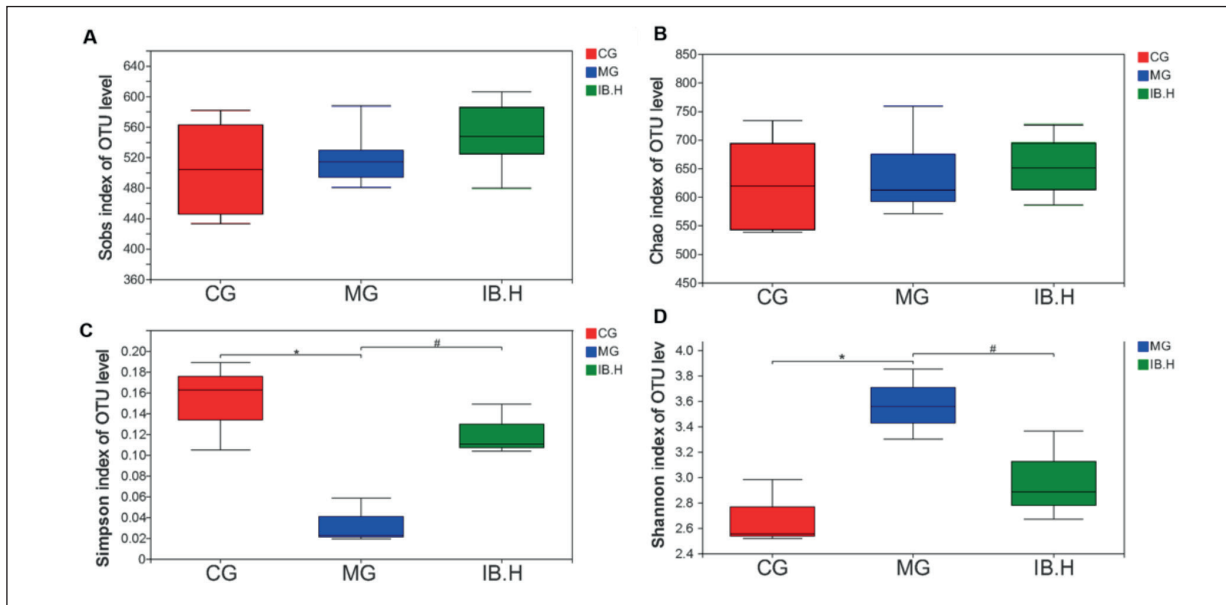 A
Sobs index of OTU level
640
600
560
520
480
440
400
360
CG
MG
IB.H
CG
MG
IB.H
B
Chao index of OTU level
850
800
750
700
650
600
550
500
450
CG
MG
IB.H
CG
MG
IB.H
C
Simpson index of OTU level
0.20
0.18
0.16
0.14
0.12
0.10
0.08
0.06
0.04
0.02
0
*
#
CG
MG
IB.H
CG
MG
IB.H
D
Shannon index of OTU lev
4.0
3.8
3.6
3.4
3.2
3.0
2.8
2.6
2.4
*
#
MG
IB.H
CG
MG
IB.H